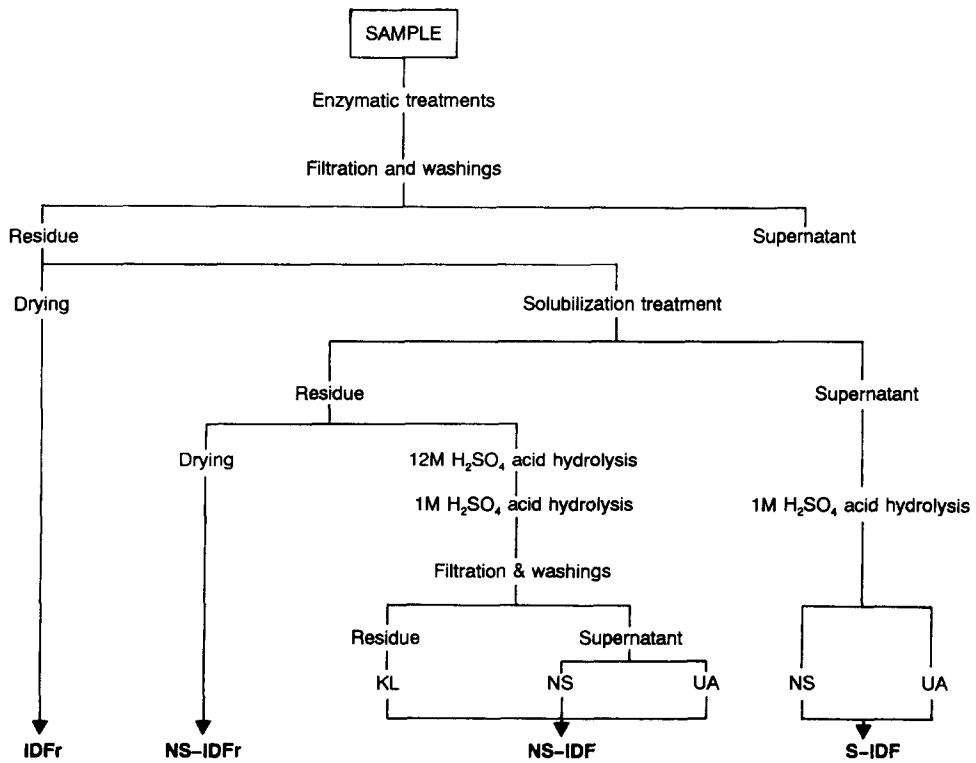 SAMPLE
Enzymatic treatments
Filtration and washings
Residue
Supernatant
Drying
Solubilization treatment
Residue
Supernatant
Drying
12M H₂SO₄ acid hydrolysis
1M H₂SO₄ acid hydrolysis
1M H₂SO₄ acid hydrolysis
Filtration & washings
Residue
Supernatant
KL
NS
UA
NS
UA
IDFr
NS–IDFr
NS–IDF
S–IDF